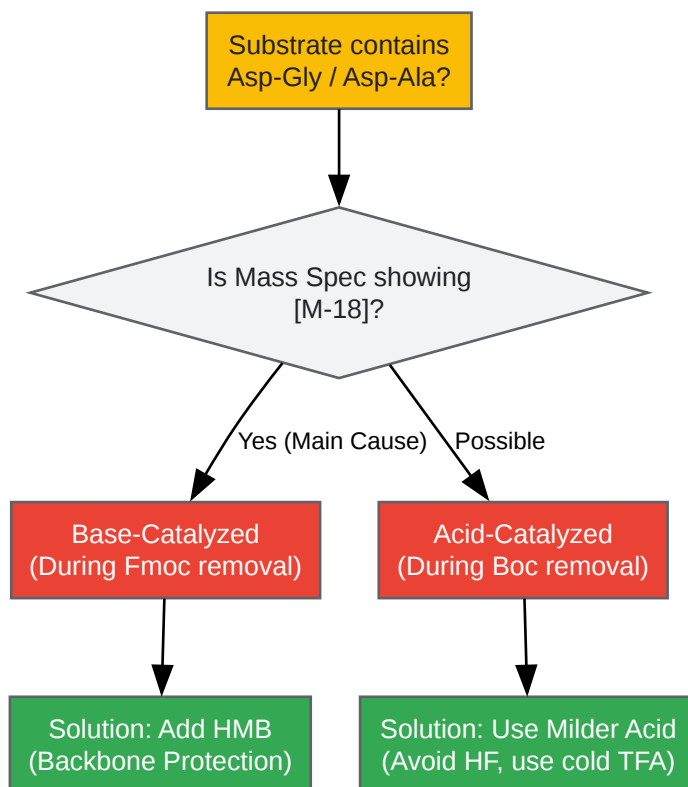 Substrate contains
Asp-Gly / Asp-Ala?
Is Mass Spec showing
[M-18]?
Yes (Main Cause)
Possible
Base-Catalyzed
(During Fmoc removal)
Acid-Catalyzed
(During Boc removal)
Solution: Add HMB
(Backbone Protection)
Solution: Use Milder Acid
(Avoid HF, use cold TFA)